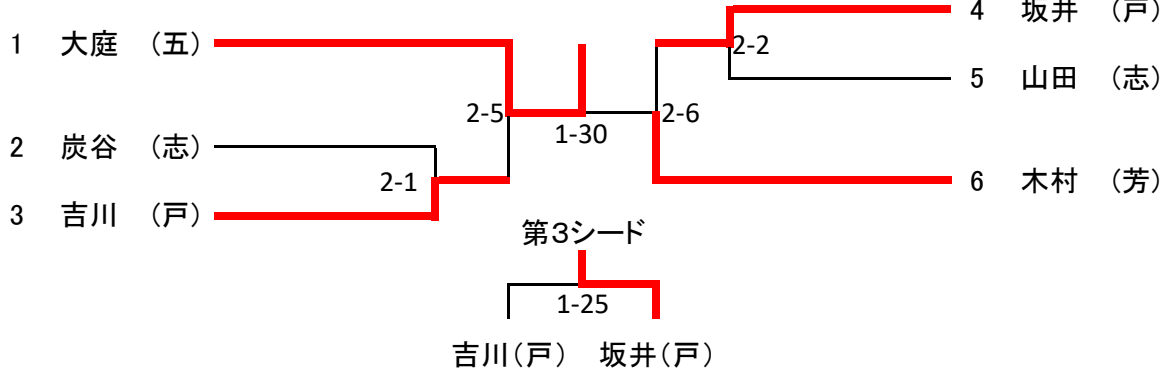 4 坂井 （戸）
1 大庭 （五）
2-2
5 山田 （志）
2-5
2-6
1-30
2 炭谷 （志）
2-1
6 木村 （芳）
3 吉川 （戸）
第３シード
1-25
吉川（戸） 坂井（戸）